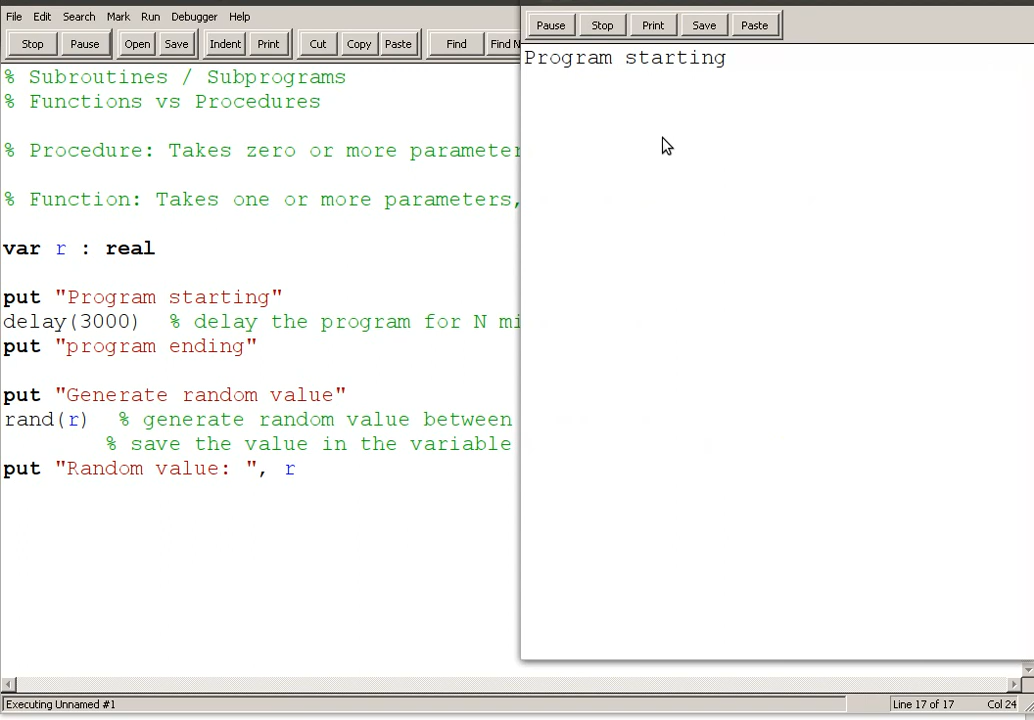 File Edit Search Mark Run Debugger Help
Stop Pause Open Save Indent Print Cut Copy Paste Find Find N
Pause Stop Print Save Paste
% Subroutines / Subprograms
% Functions vs Procedures
% Procedure: Takes zero or more parameter
% Function: Takes one or more parameters,
var r : real
put "Program starting"
delay(3000) % delay the program for N mi
put "program ending"
put "Generate random value"
rand(r) % generate random value between
% save the value in the variable
put "Random value: ", r
Program starting
Executing Unnamed #1
Line 17 of 17 Col 24